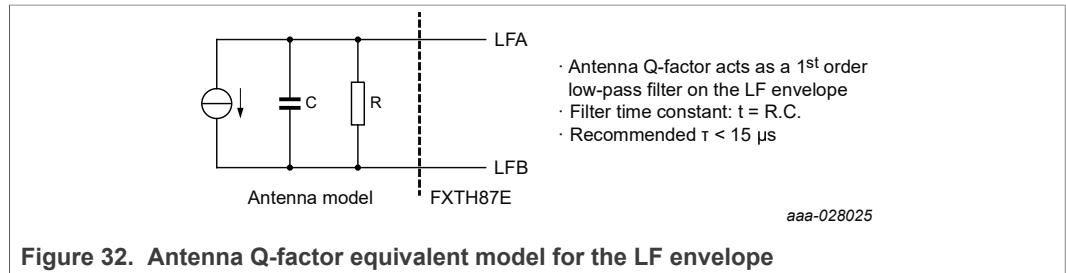 LFA
C
R
LFB
Antenna model
FXTH87E
· Antenna Q-factor acts as a 1st order
low-pass filter on the LF envelope
· Filter time constant: t = R.C.
· Recommended τ < 15 μs
aaa-028025
Figure 32. Antenna Q-factor equivalent model for the LF envelope